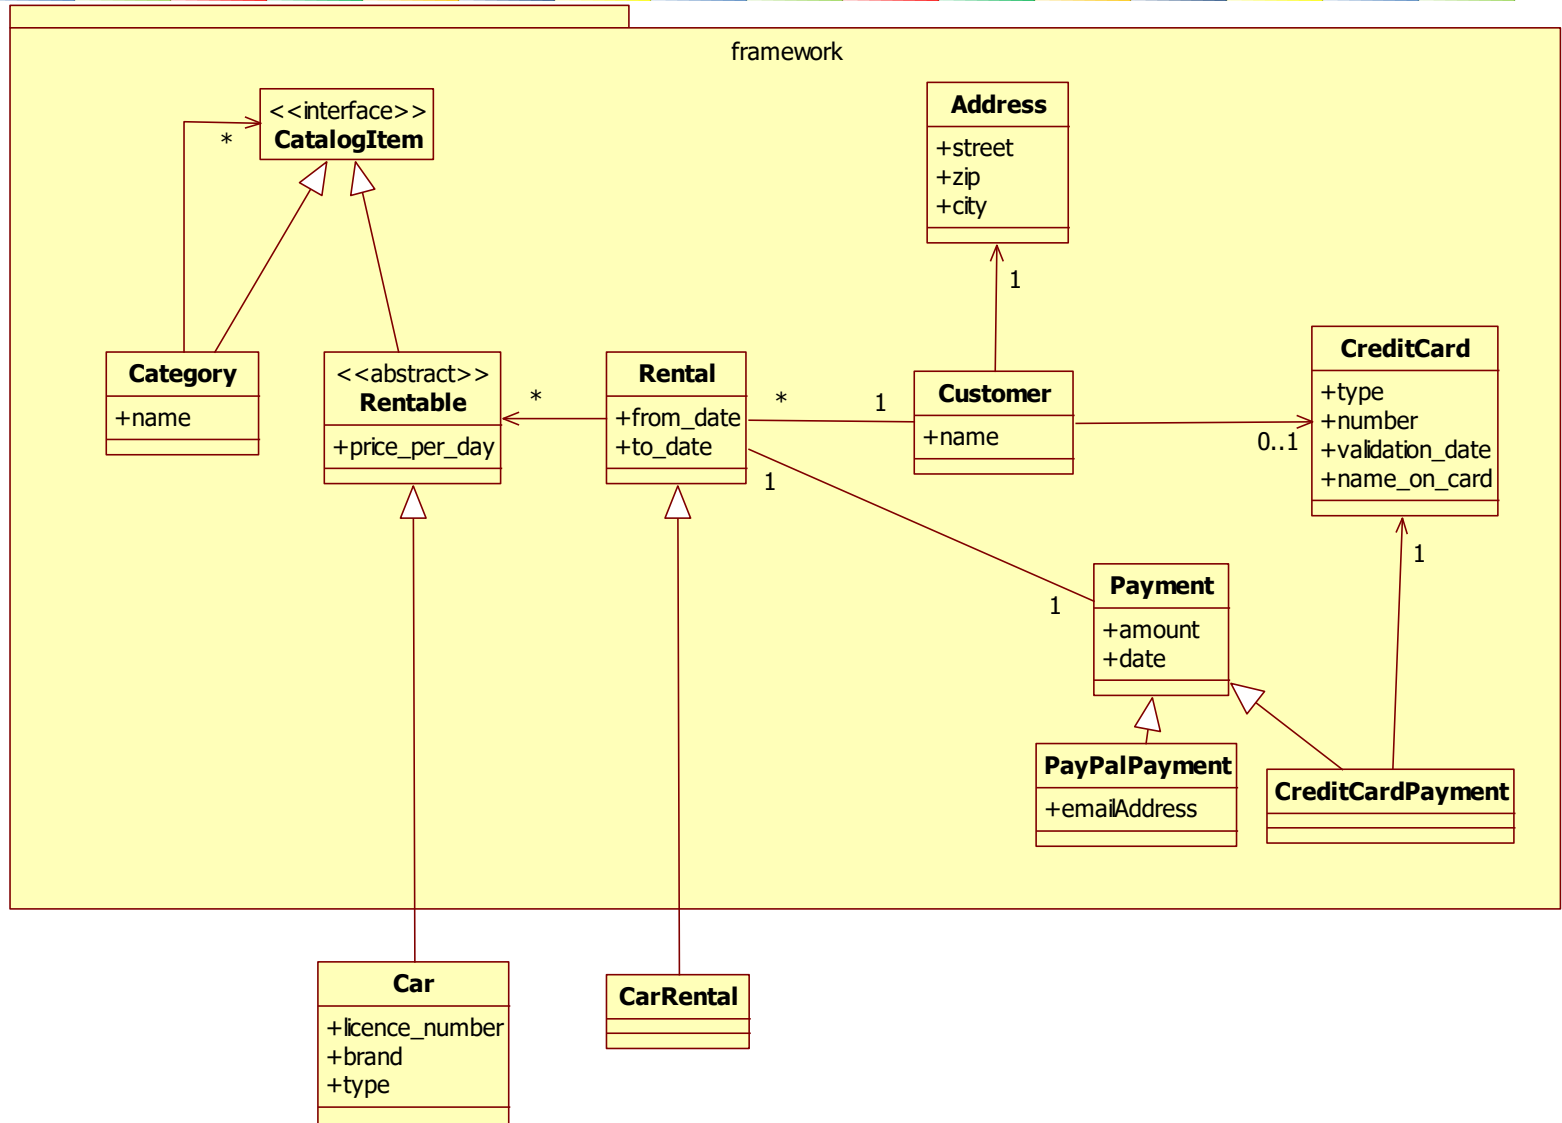 framework
<<interface>>
CatalogItem
*
Address
+street
+zip
+city
1
Category
+name
<<abstract>>
Rentable
+price_per_day
*
Rental
+from_date
+to_date
*
1
1
Customer
+name
0..1
CreditCard
+type
+number
+validation_date
+name_on_card
1
1
Payment
+amount
+date
PayPalPayment
+emailAddress
CreditCardPayment
Car
+licence_number
+brand
+type
CarRental